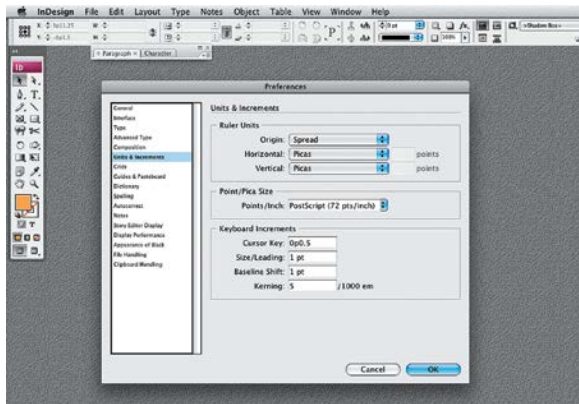 InDesign File Edit Layout Type Notes Object Table View Window Help
Paragraph × Character
Id
Preferences
General
Interface
Type
Advanced Type
Composition
Units & Increments
Grids
Guides & Pasteboard
Dictionary
Spelling
Autocorrect
Notes
Story Editor Display
Display Performance
Appearance of Black
File Handling
Clipboard Handling
Units & Increments
Ruler Units
Origin: Spread
Horizontal: Picas points
Vertical: Picas points
Point/Pica Size
Points/Inch: PostScript (72 pts/inch)
Keyboard Increments
Cursor Key: 0p0.5
Size/Leading: 1 pt
Baseline Shift: 1 pt
Kerning: 5 /1000 em
Cancel OK